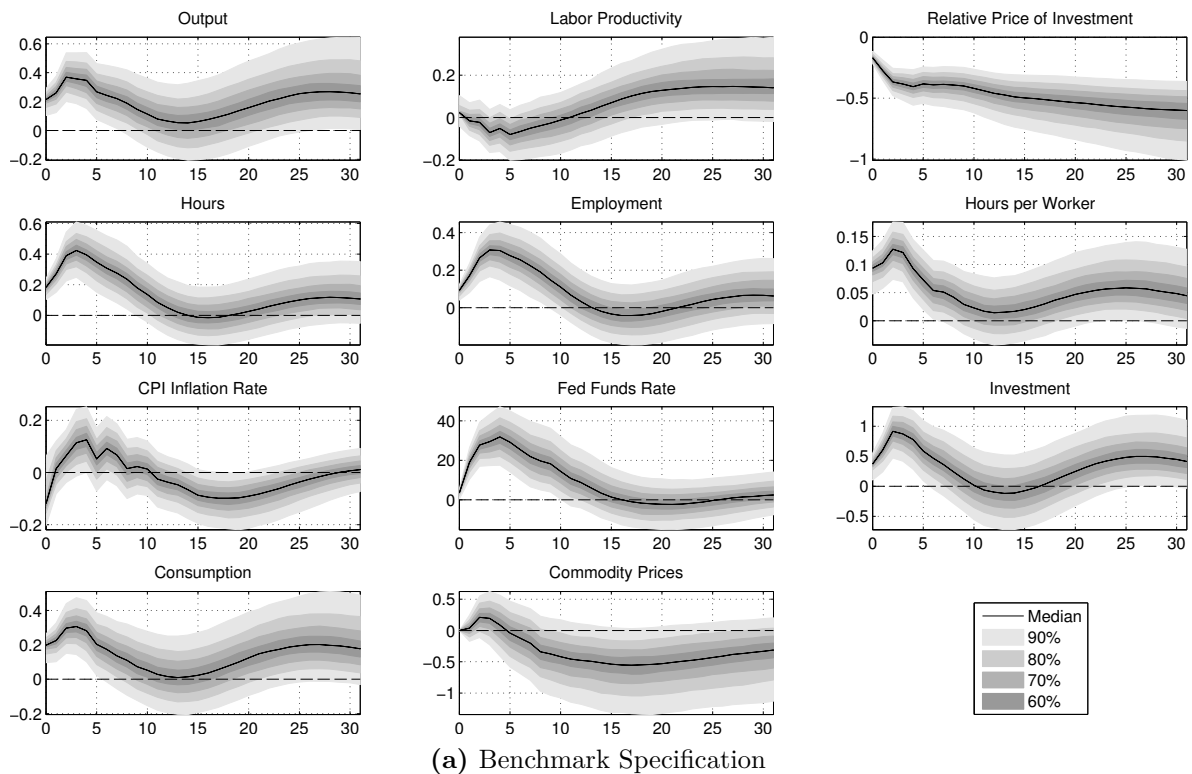 Output
0.6
0.4
0.2
0
−0.2
0 5 10 15 20 25 30
Labor Productivity
0.2
0
−0.2
0 5 10 15 20 25 30
Relative Price of Investment
0
−0.5
−1
0 5 10 15 20 25 30
Hours
0.6
0.4
0.2
0
0 5 10 15 20 25 30
Employment
0.4
0.2
0
0 5 10 15 20 25 30
Hours per Worker
0.15
0.1
0.05
0
0 5 10 15 20 25 30
CPI Inflation Rate
0.2
0
−0.2
0 5 10 15 20 25 30
Fed Funds Rate
40
20
0
0 5 10 15 20 25 30
Investment
1
0.5
0
−0.5
0 5 10 15 20 25 30
Consumption
0.4
0.2
0
−0.2
0 5 10 15 20 25 30
Commodity Prices
0.5
0
−0.5
−1
0 5 10 15 20 25 30
Median
90%
80%
70%
60%
(a) Benchmark Specification